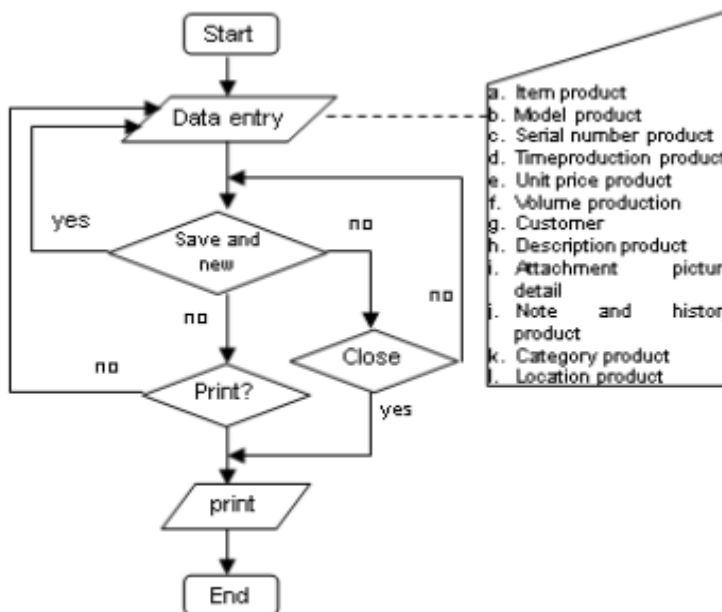 Start
Data entry
a. Item product
b. Model product
c. Serial number product
d. Timeproduction product
e. Unit price product
f. Volume production
g. Customer
h. Description product
i. Attachment pictur
detail
j. Note and histor
product
k. Category product
l. Location product
yes
Save and
new
no
no
no
Close
no
Print?
yes
print
End